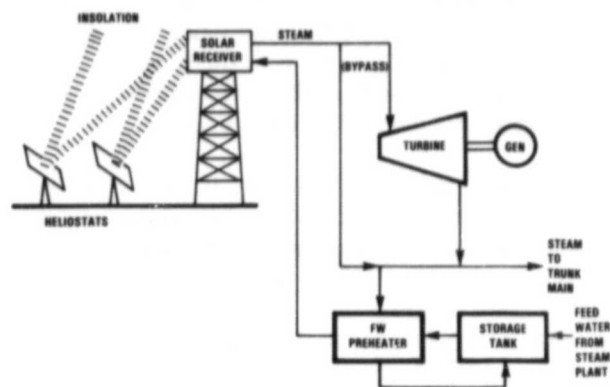 INSOLATION
SOLAR
RECEIVER
STEAM
(BYPASS)
TURBINE
GEN
HELIOSTATS
STEAM
TO
TRUNK
MAIN
FW
PREHEATER
STORAGE
TANK
FEED
WATER
FROM
STEAM
PLANT